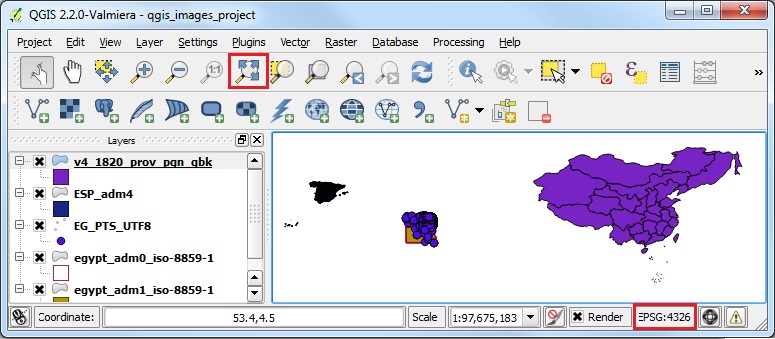 QGIS 2.2.0-Valmiera - qgis_images_project
Project Edit View Layer Settings Plugins Vector Raster Database Processing Help
1:1
ε
»
Layers
v4_1820_prov_pgn_gbk
ESP_adm4
EG_PTS_UTF8
egypt_adm0_iso-8859-1
egypt_adm1_iso-8859-1
Coordinate: 53.4,4.5 Scale 1:97,675,183 Render EPSG:4326